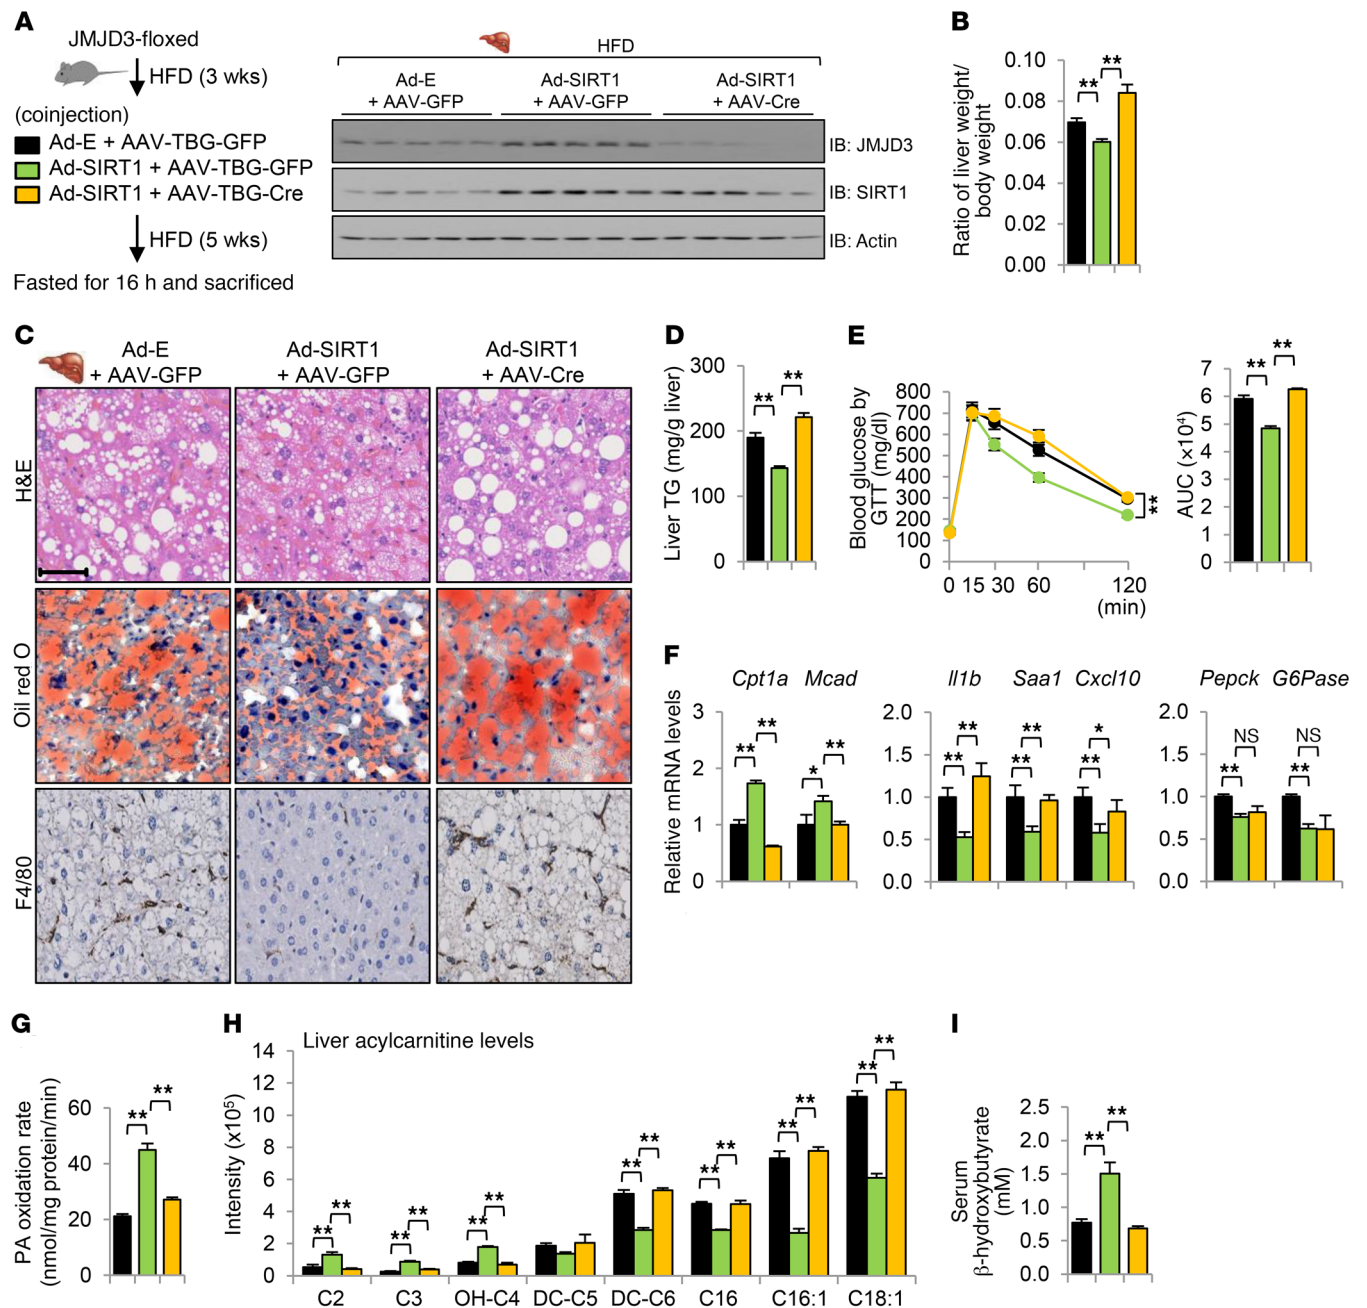 A
JMJD3-floxed
HFD (3 wks)
(coinjection)
Ad-E + AAV-TBG-GFP
Ad-SIRT1 + AAV-TBG-GFP
Ad-SIRT1 + AAV-TBG-Cre
HFD (5 wks)
Fasted for 16 h and sacrificed
HFD
Ad-E + AAV-GFP
Ad-SIRT1 + AAV-GFP
Ad-SIRT1 + AAV-Cre
IB: JMJD3
IB: SIRT1
IB: Actin
B
Ratio of liver weight/
body weight
0.10
0.08
0.06
0.04
0.02
0.00
** **
C
Ad-E + AAV-GFP
Ad-SIRT1 + AAV-GFP
Ad-SIRT1 + AAV-Cre
H&E
Oil red O
F4/80
D
Liver TG (mg/g liver)
300
200
100
0
** **
E
Blood glucose by
GTT (mg/dl)
800
700
600
500
400
300
200
100
0
0 15 30 60 120
(min)
**
AUC (×10⁴)
7
6
5
4
3
2
1
0
** **
F
Relative mRNA levels
Cpt1a Mcad
3
2
1
0
** ** * **
Il1b Saa1 Cxcl10
2.0
1.5
1.0
0.5
0.0
** ** ** ** ** *
Pepck G6Pase
2.0
1.5
1.0
0.5
0.0
** NS ** NS
G
PA oxidation rate
(nmol/mg protein/min)
60
40
20
0
** **
H
Liver acylcarnitine levels
Intensity (x10⁵)
14
12
10
8
6
4
2
0
** ** ** ** ** ** ** ** ** ** ** ** ** **
C2 C3 OH-C4 DC-C5 DC-C6 C16 C16:1 C18:1
I
Serum
β-hydroxybutyrate
(mM)
2.5
2.0
1.5
1.0
0.5
0
** **